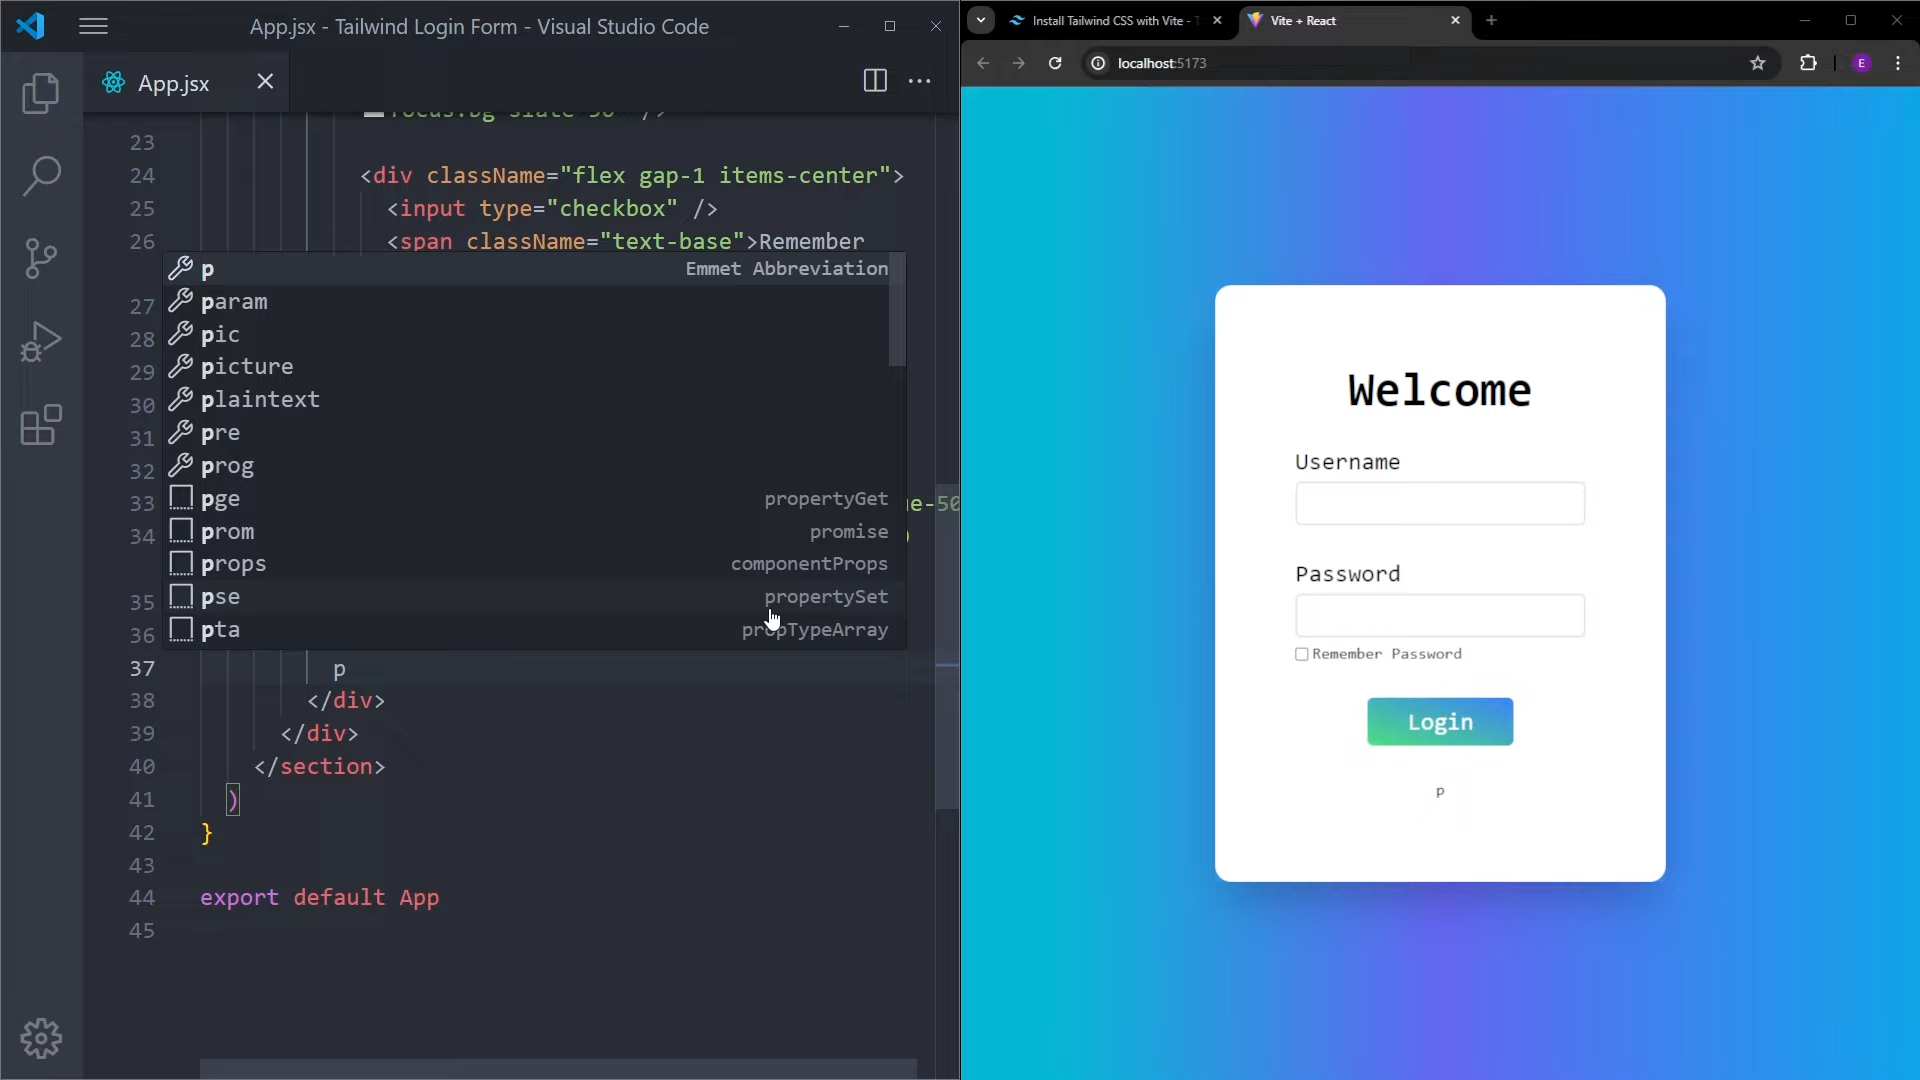 App.jsx - Tailwind Login Form - Visual Studio Code
App.jsx
23
24 <div className="flex gap-1 items-center">
25 <input type="checkbox" />
26 <span className="text-base">Remember
p Emmet Abbreviation
27 param
28 pic
29 picture
30 plaintext
31 pre
32 prog
33 pge propertyGet e-50
34 prom promise
props componentProps
35 pse propertySet
36 pta propTypeArray
37 p
38 </div>
39 </div>
40 </section>
41 )
42 }
43
44 export default App
45
Install Tailwind CSS with Vite -
Vite + React
localhost:5173
E
Welcome
Username
Password
Remember Password
Login
p